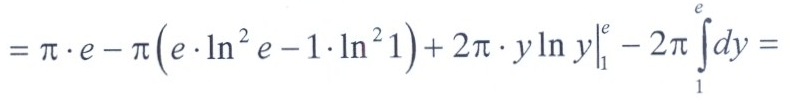 = π · e − π(e · ln² e − 1 · ln² 1) + 2π · y ln y|₁ᵉ − 2π ∫₁ᵉ dy =